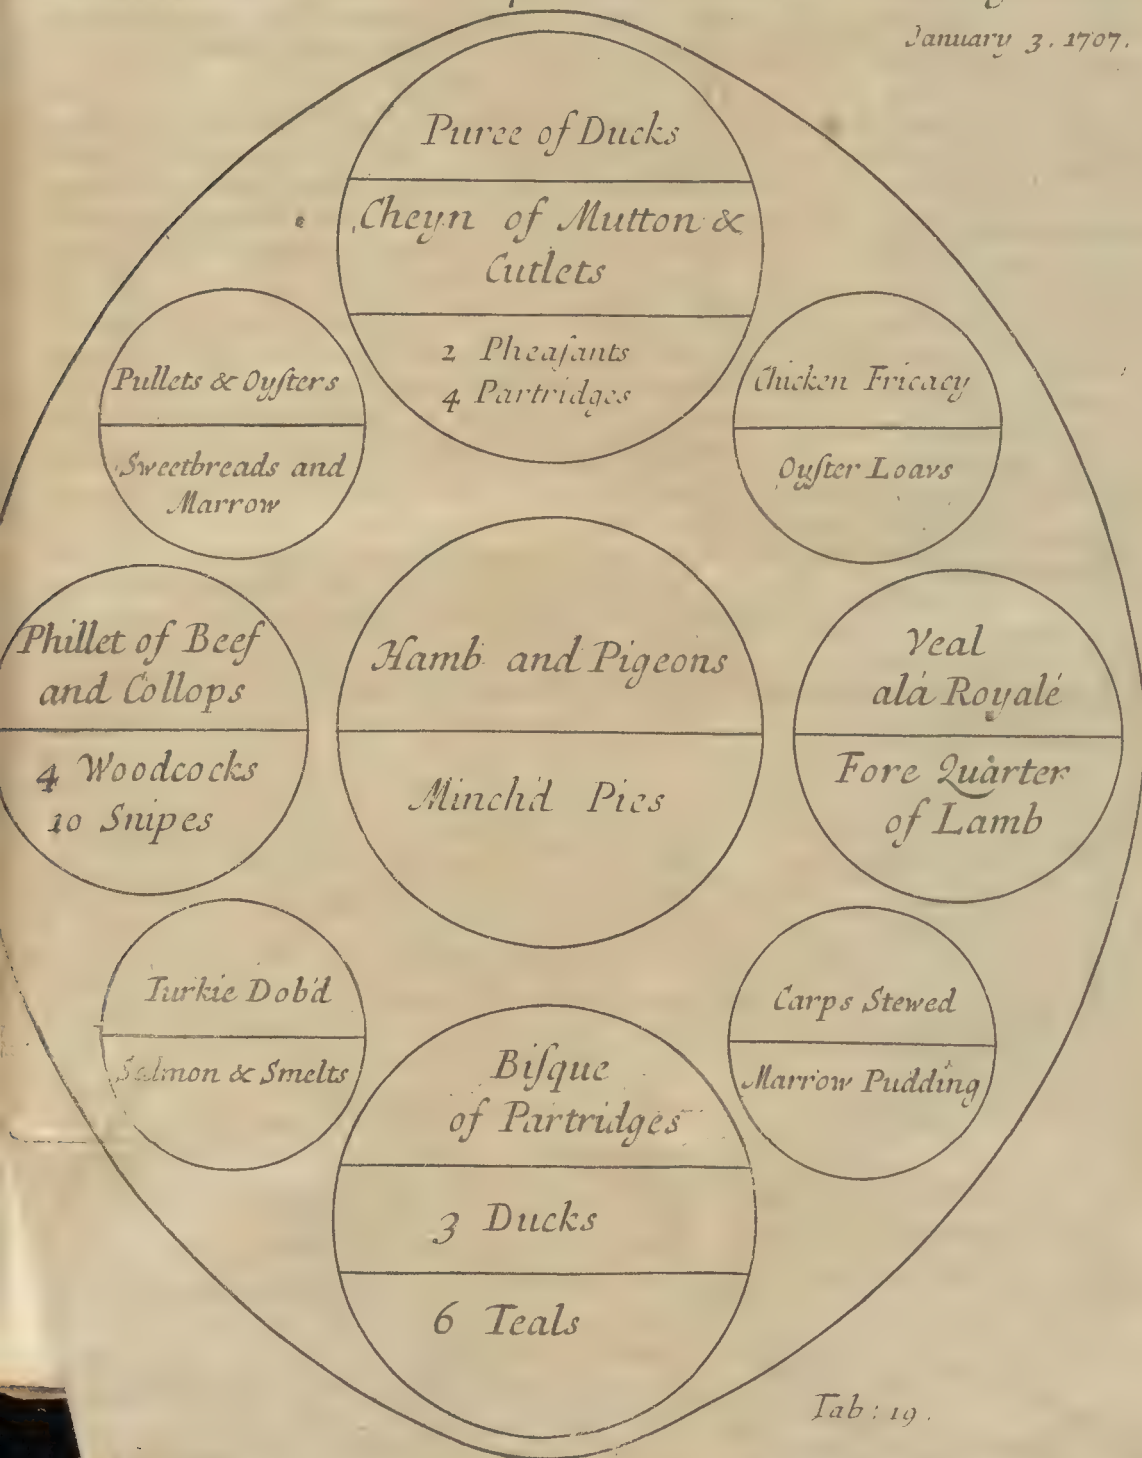 January 3. 1707.
Puree of Ducks
Cheyn of Mutton &
Cutlets
2 Pheaſants
4 Partridges
Pullets & Oyſters
Sweetbreads and
Marrow
Chicken Fricacy
Oyſter Loavs
Phillet of Beef
and Collops
4 Woodcocks
10 Snipes
Hamb and Pigeons
Minch'd Pies
Veal
alá Royalé
Fore Quarter
of Lamb
Turkie Dob'd
Salmon & Smelts
Carps Stewed
Marrow Pudding
Biſque
of Partridges
3 Ducks
6 Teals
Tab: 19.